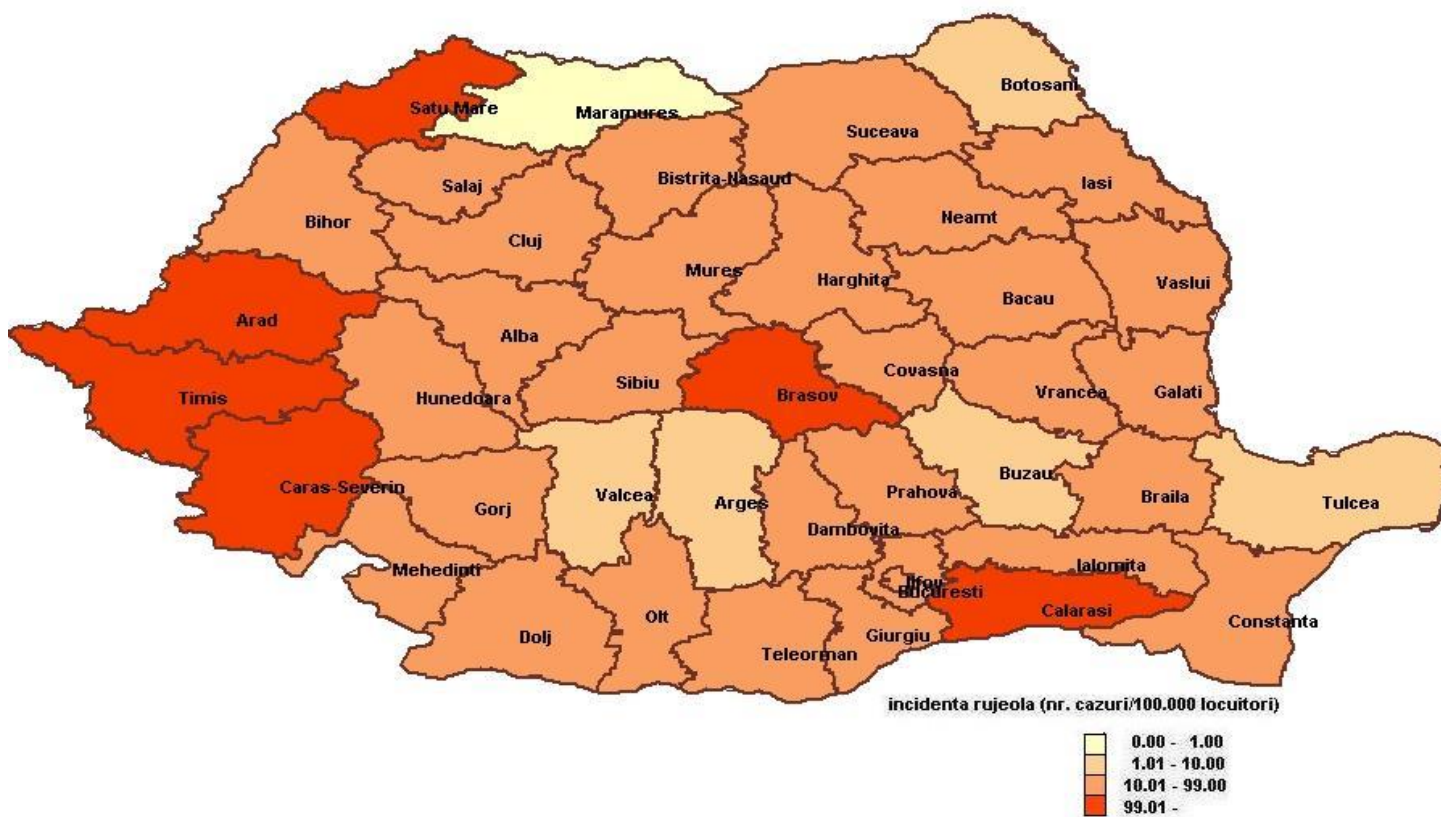 Botosani
Satu Mare
Maramures
Suceava
Salaj
Bistrita-Nasaud
Iasi
Bihor
Cluj
Neamt
Mures
Harghita
Bacau
Vaslui
Arad
Alba
Timis
Hunedoara
Sibiu
Brasov
Covasna
Vrancea
Galati
Caras-Severin
Gorj
Valcea
Arges
Prahova
Buzau
Braila
Tulcea
Dambovita
Mehedinti
Ialomita
Ilfov
Bucuresti
Calarasi
Constanta
Dolj
Olt
Teleorman
Giurgiu
incidenta rujeola (nr. cazuri/100.000 locuitori)
0.00 - 1.00
1.01 - 10.00
10.01 - 99.00
99.01 -